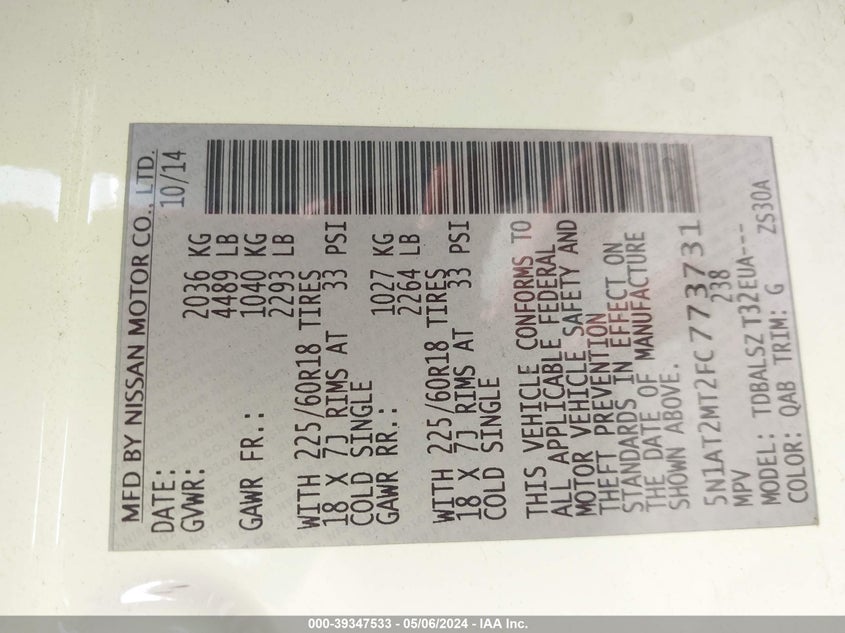 MFD BY NISSAN MOTOR CO., LTD.
DATE: 10/14
GVWR: 2036 KG
4489 LB
GAWR FR.: 1040 KG
2293 LB
WITH 225/60R18 TIRES
18 X 7J RIMS AT 33 PSI
COLD SINGLE
GAWR RR.: 1027 KG
2264 LB
WITH 225/60R18 TIRES
18 X 7J RIMS AT 33 PSI
COLD SINGLE
THIS VEHICLE CONFORMS TO
ALL APPLICABLE FEDERAL
MOTOR VEHICLE SAFETY AND
THEFT PREVENTION
STANDARDS IN EFFECT ON
THE DATE OF MANUFACTURE
SHOWN ABOVE.
5N1AT2MT2FC773731
MPV 238
MODEL: TDBALSZ T32EUA---
COLOR: QAB TRIM: G ZS30A
000-39347533 - 05/06/2024 - IAA Inc.